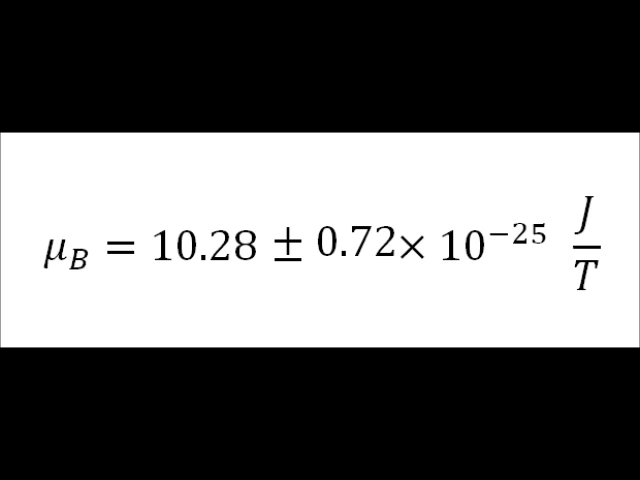 μ_B = 10.28 ± 0.72× 10⁻²⁵ J/T